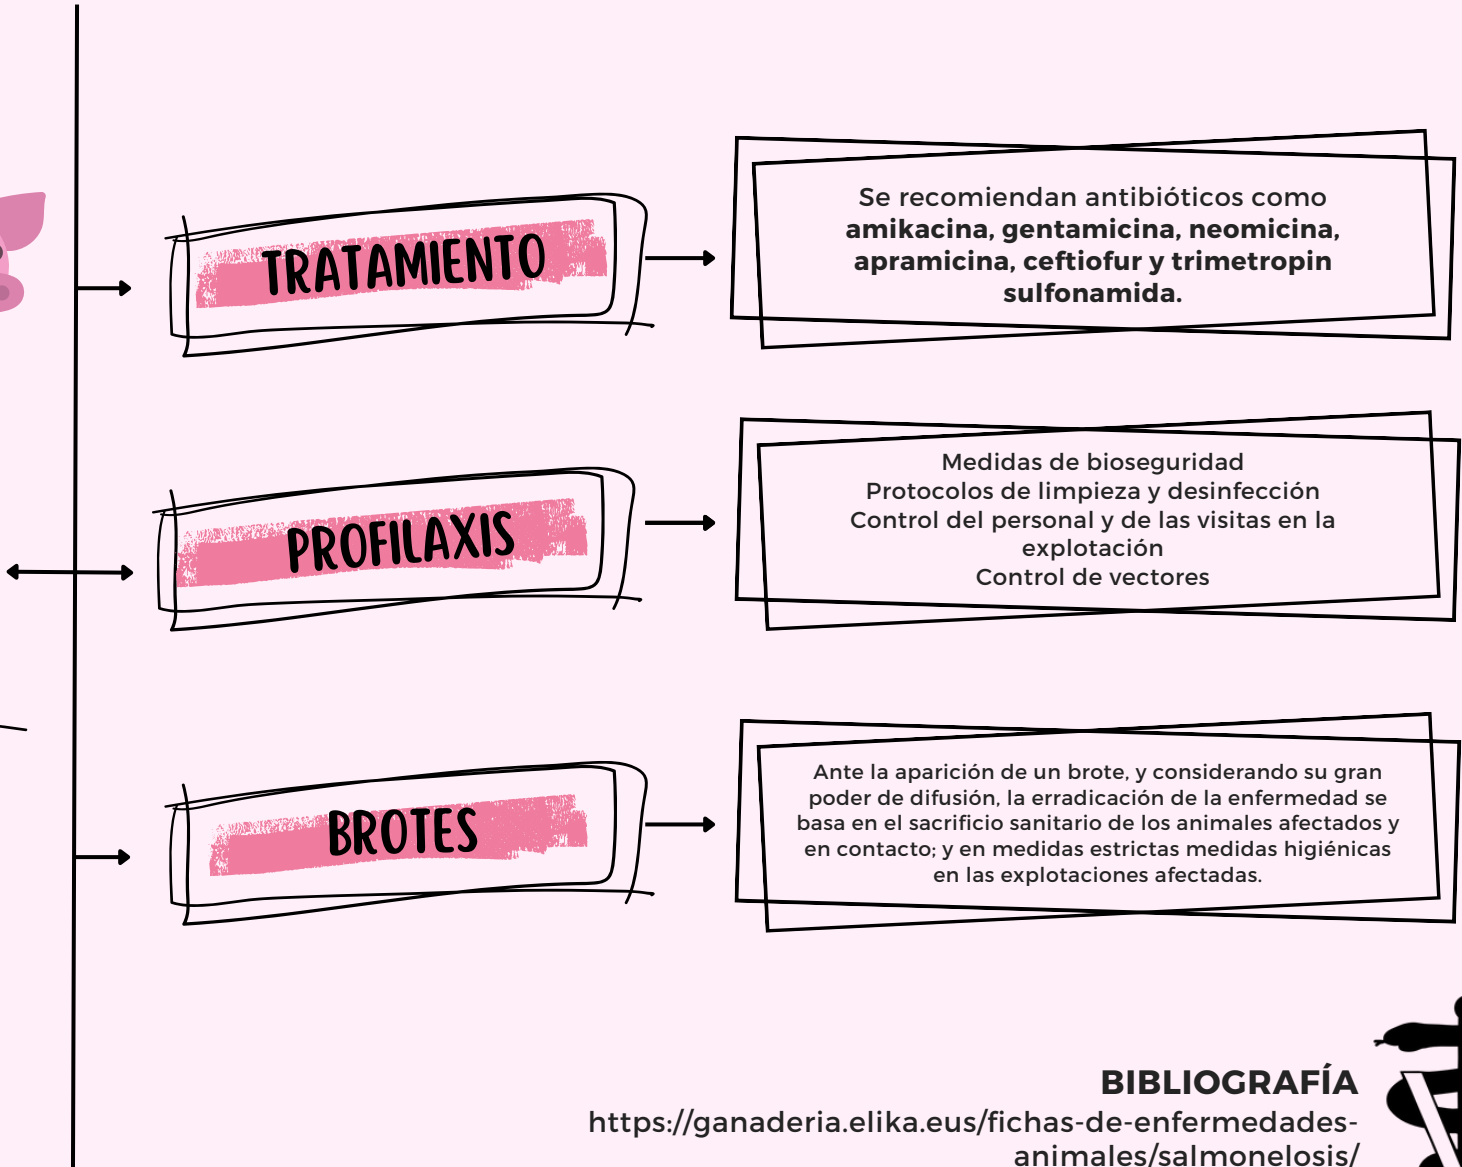 TRATAMIENTO
Se recomiendan antibióticos como
amikacina, gentamicina, neomicina,
apramicina, ceftiofur y trimetropin
sulfonamida.
PROFILAXIS
Medidas de bioseguridad
Protocolos de limpieza y desinfección
Control del personal y de las visitas en la
explotación
Control de vectores
BROTES
Ante la aparición de un brote, y considerando su gran
poder de difusión, la erradicación de la enfermedad se
basa en el sacrificio sanitario de los animales afectados y
en contacto; y en medidas estrictas medidas higiénicas
en las explotaciones afectadas.
BIBLIOGRAFÍA
https://ganaderia.elika.eus/fichas-de-enfermedades-
animales/salmonelosis/